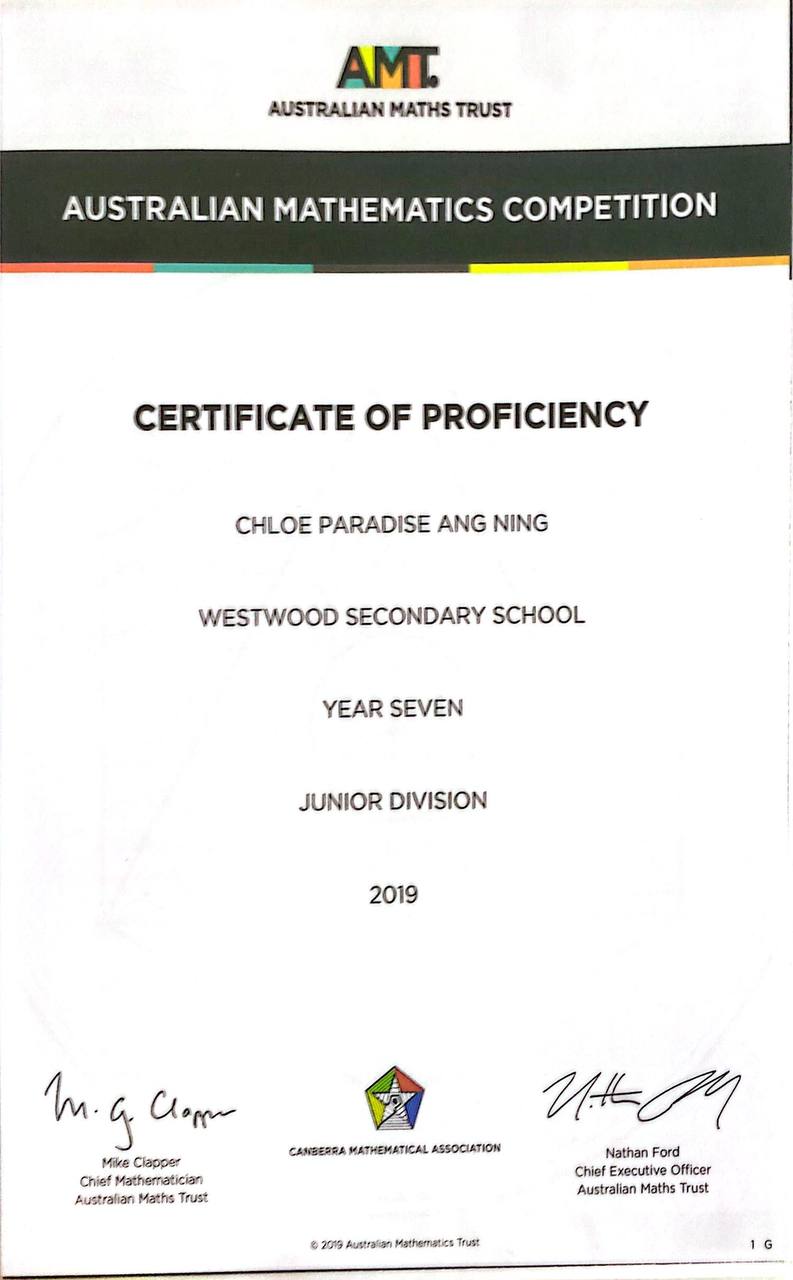 AMT.
AUSTRALIAN MATHS TRUST
AUSTRALIAN MATHEMATICS COMPETITION
CERTIFICATE OF PROFICIENCY
CHLOE PARADISE ANG NING
WESTWOOD SECONDARY SCHOOL
YEAR SEVEN
JUNIOR DIVISION
2019
M. G. Clapper
Mike Clapper
Chief Mathematician
Australian Maths Trust
CANBERRA MATHEMATICAL ASSOCIATION
Nathan Ford
Chief Executive Officer
Australian Maths Trust
© 2019 Australian Mathematics Trust
1 G